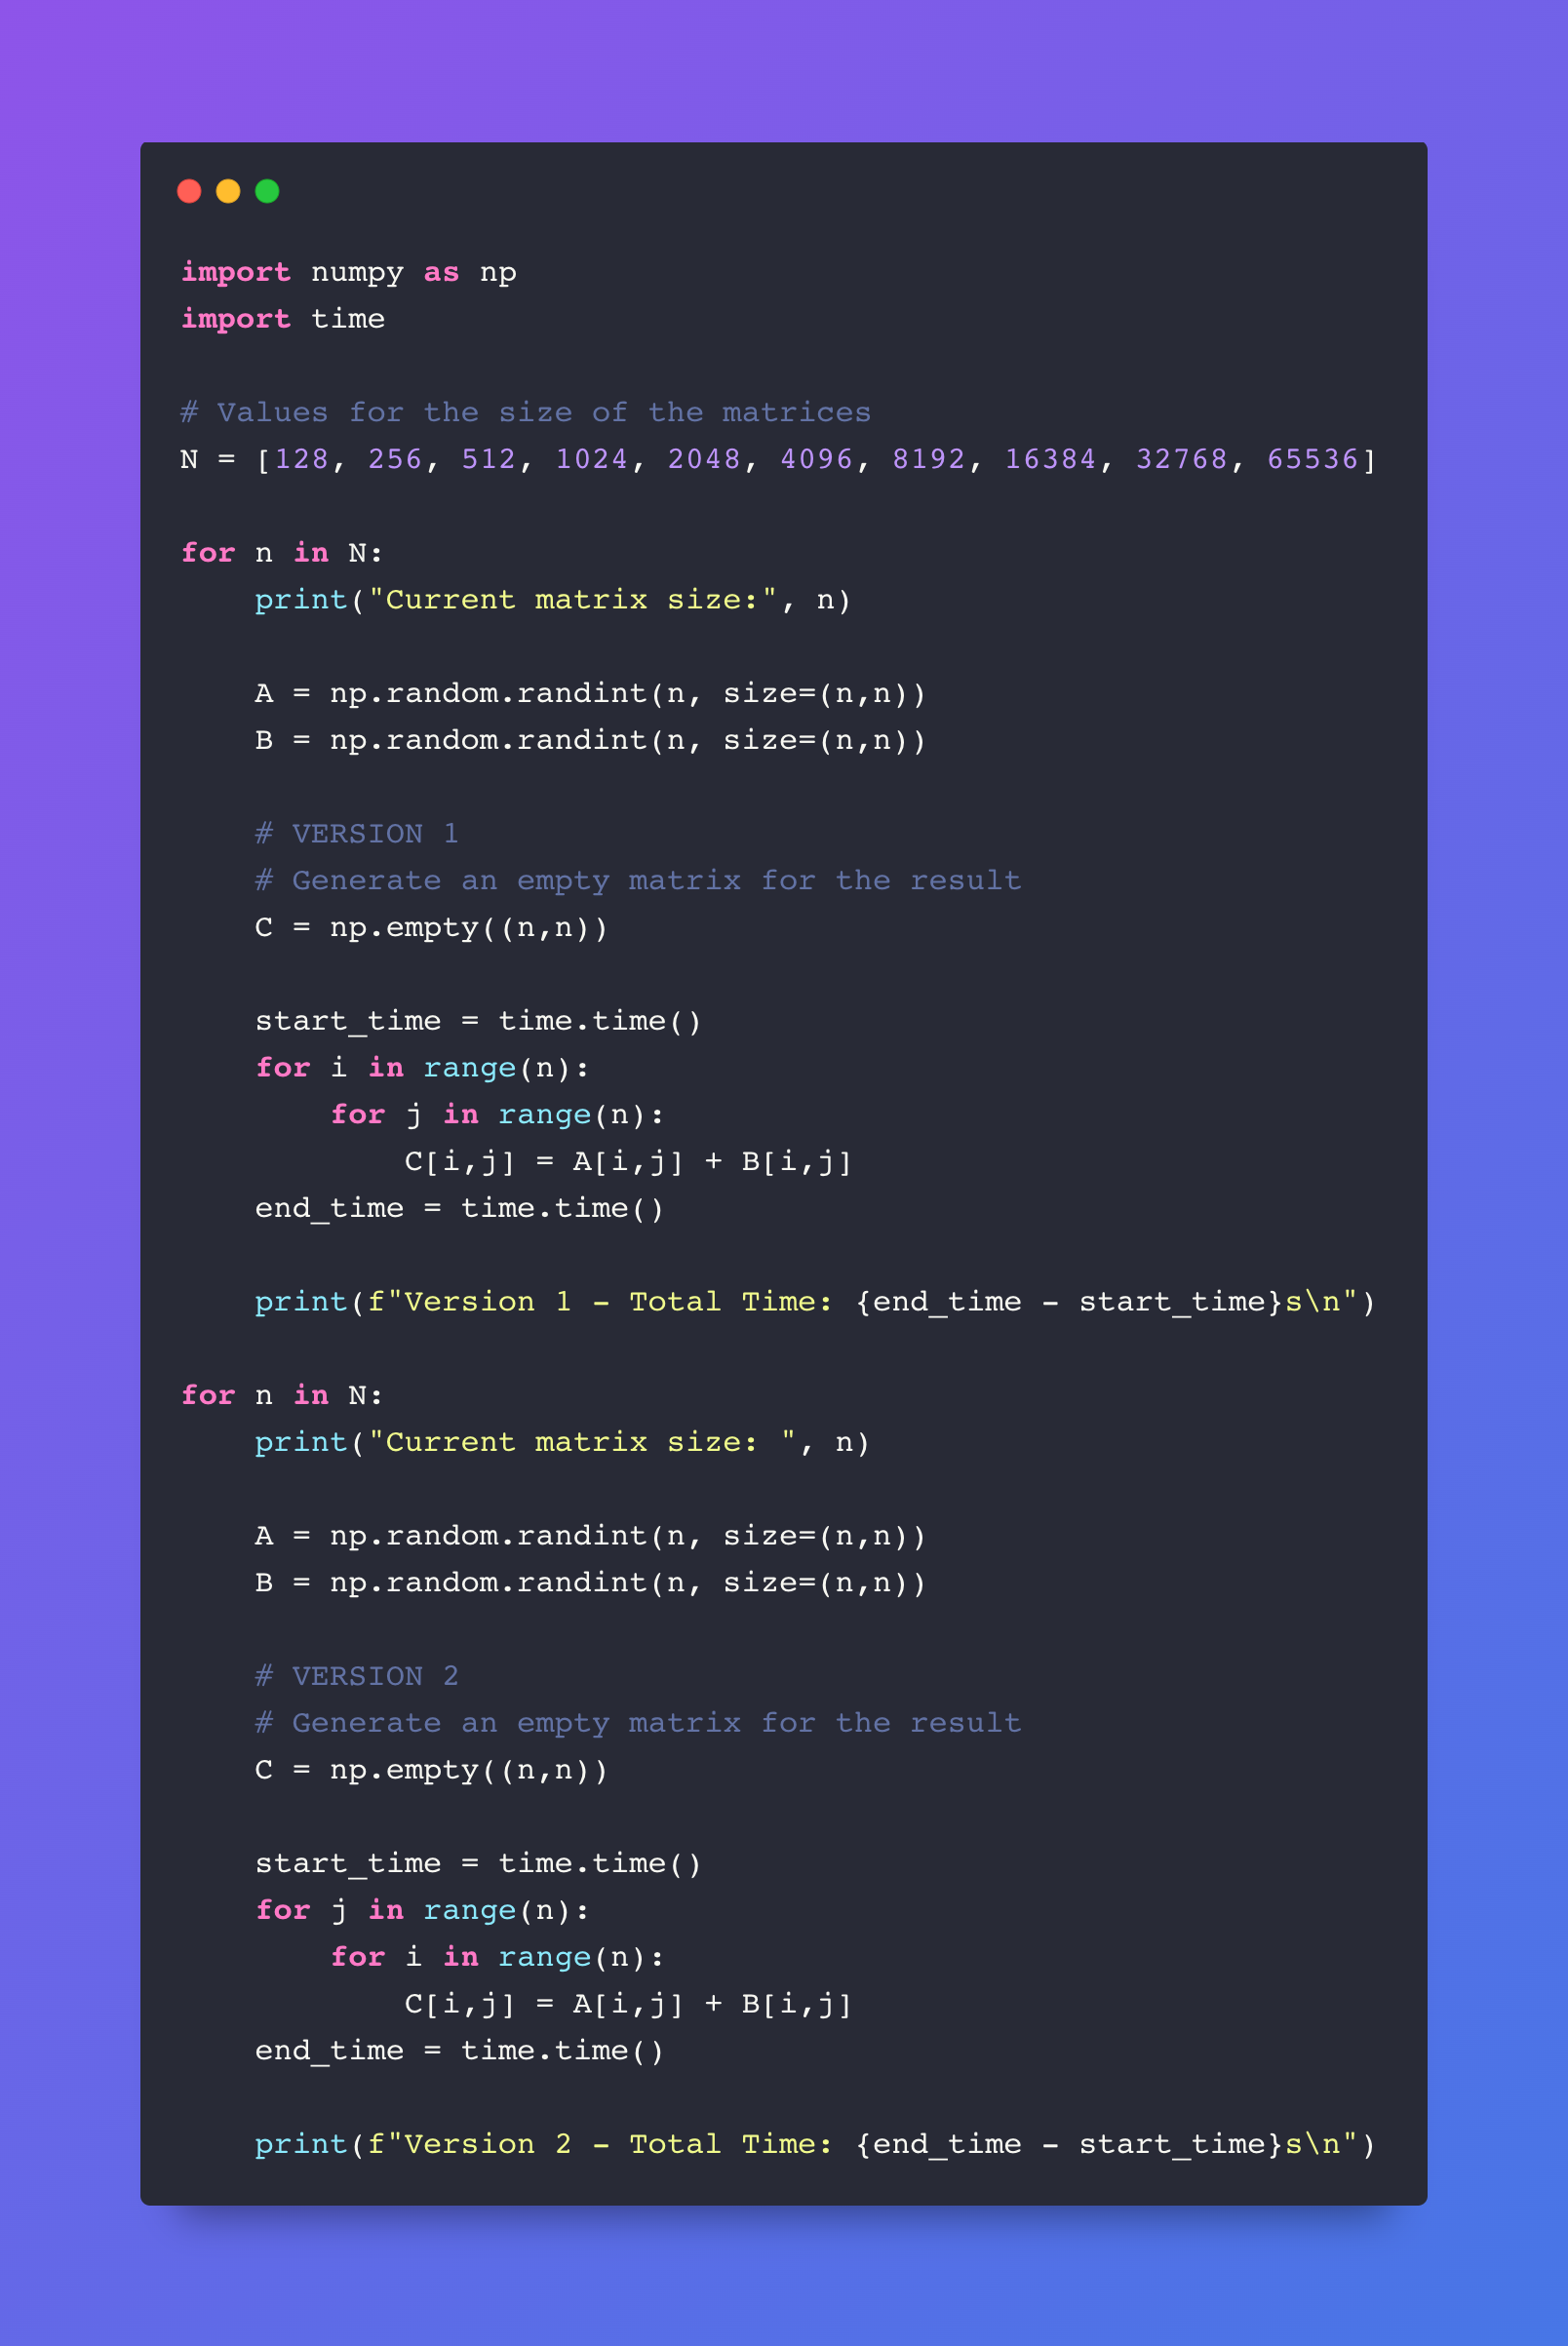 import numpy as np
import time

# Values for the size of the matrices
N = [128, 256, 512, 1024, 2048, 4096, 8192, 16384, 32768, 65536]

for n in N:
    print("Current matrix size:", n)

    A = np.random.randint(n, size=(n,n))
    B = np.random.randint(n, size=(n,n))

    # VERSION 1
    # Generate an empty matrix for the result
    C = np.empty((n,n))

    start_time = time.time()
    for i in range(n):
        for j in range(n):
            C[i,j] = A[i,j] + B[i,j]
    end_time = time.time()

    print(f"Version 1 - Total Time: {end_time - start_time}s\n")

for n in N:
    print("Current matrix size: ", n)

    A = np.random.randint(n, size=(n,n))
    B = np.random.randint(n, size=(n,n))

    # VERSION 2
    # Generate an empty matrix for the result
    C = np.empty((n,n))

    start_time = time.time()
    for j in range(n):
        for i in range(n):
            C[i,j] = A[i,j] + B[i,j]
    end_time = time.time()

    print(f"Version 2 - Total Time: {end_time - start_time}s\n")